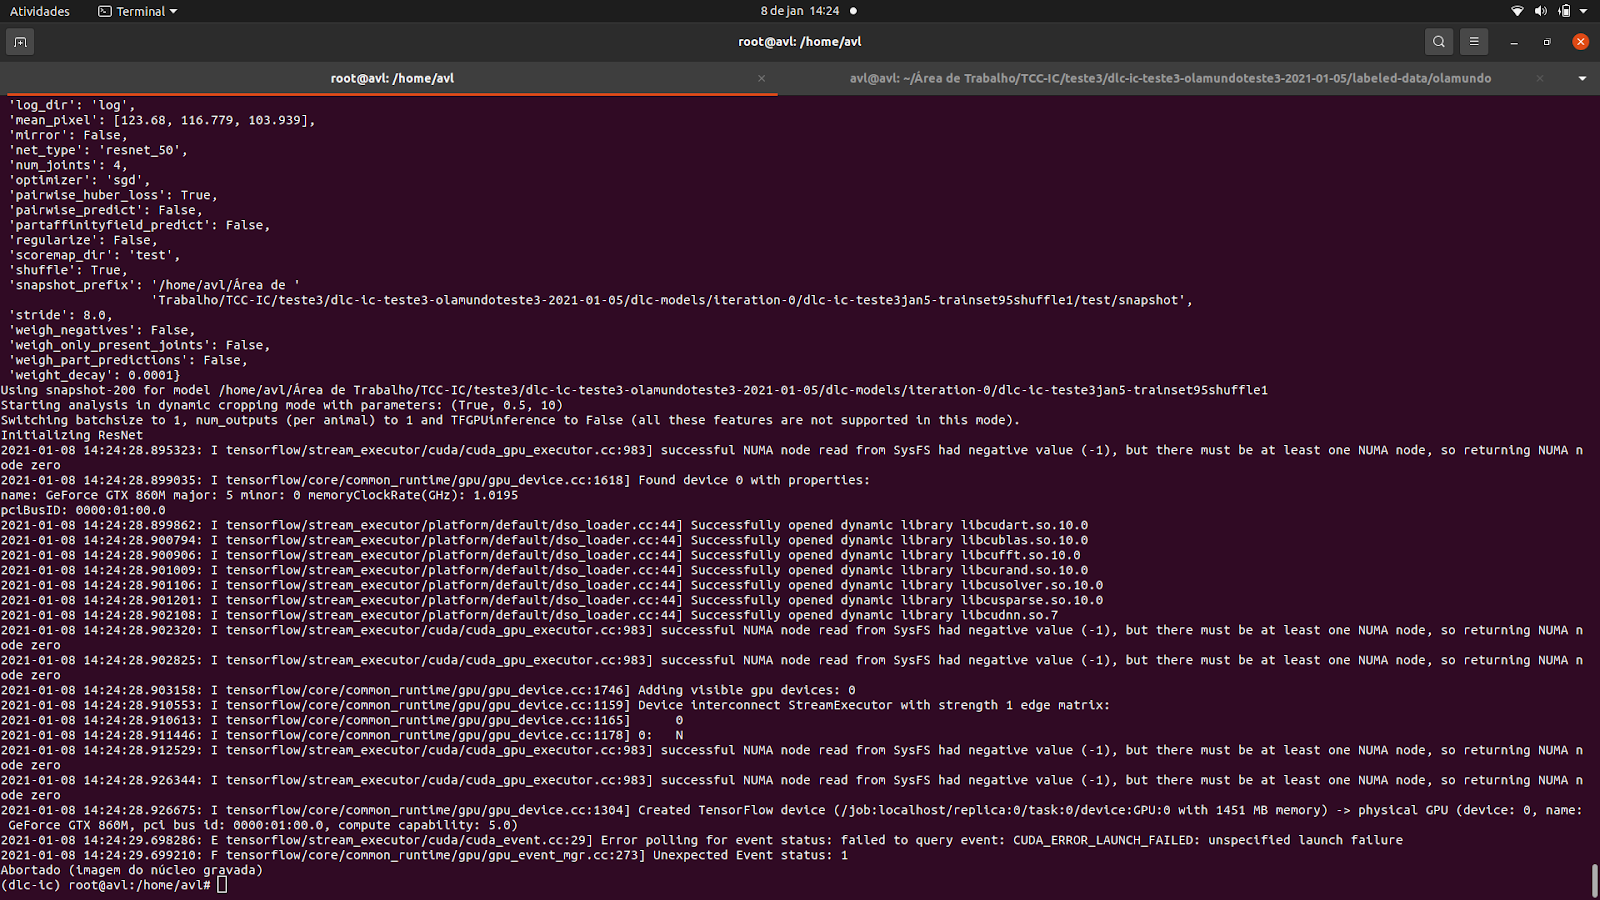 Atividades
Terminal
8 de jan 14:24
root@avl: /home/avl
root@avl: /home/avl
avl@avl: ~/Área de Trabalho/TCC-IC/teste3/dlc-ic-teste3-olamundoteste3-2021-01-05/labeled-data/olamundo
'log_dir': 'log',
'mean_pixel': [123.68, 116.779, 103.939],
'mirror': False,
'net_type': 'resnet_50',
'num_joints': 4,
'optimizer': 'sgd',
'pairwise_huber_loss': True,
'pairwise_predict': False,
'partaffinityfield_predict': False,
'regularize': False,
'scoremap_dir': 'test',
'shuffle': True,
'snapshot_prefix': '/home/avl/Área de '
'Trabalho/TCC-IC/teste3/dlc-ic-teste3-olamundoteste3-2021-01-05/dlc-models/iteration-0/dlc-ic-teste3jan5-trainset95shuffle1/test/snapshot',
'stride': 8.0,
'weigh_negatives': False,
'weigh_only_present_joints': False,
'weigh_part_predictions': False,
'weight_decay': 0.0001}
Using snapshot-200 for model /home/avl/Área de Trabalho/TCC-IC/teste3/dlc-ic-teste3-olamundoteste3-2021-01-05/dlc-models/iteration-0/dlc-ic-teste3jan5-trainset95shuffle1
Starting analysis in dynamic cropping mode with parameters: (True, 0.5, 10)
Switching batchsize to 1, num_outputs (per animal) to 1 and TFGPUinference to False (all these features are not supported in this mode).
Initializing ResNet
2021-01-08 14:24:28.895323: I tensorflow/stream_executor/cuda/cuda_gpu_executor.cc:983] successful NUMA node read from SysFS had negative value (-1), but there must be at least one NUMA node, so returning NUMA n
ode zero
2021-01-08 14:24:28.899035: I tensorflow/core/common_runtime/gpu/gpu_device.cc:1618] Found device 0 with properties:
name: GeForce GTX 860M major: 5 minor: 0 memoryClockRate(GHz): 1.0195
pciBusID: 0000:01:00.0
2021-01-08 14:24:28.899862: I tensorflow/stream_executor/platform/default/dso_loader.cc:44] Successfully opened dynamic library libcudart.so.10.0
2021-01-08 14:24:28.900794: I tensorflow/stream_executor/platform/default/dso_loader.cc:44] Successfully opened dynamic library libcublas.so.10.0
2021-01-08 14:24:28.900906: I tensorflow/stream_executor/platform/default/dso_loader.cc:44] Successfully opened dynamic library libcufft.so.10.0
2021-01-08 14:24:28.901009: I tensorflow/stream_executor/platform/default/dso_loader.cc:44] Successfully opened dynamic library libcurand.so.10.0
2021-01-08 14:24:28.901106: I tensorflow/stream_executor/platform/default/dso_loader.cc:44] Successfully opened dynamic library libcusolver.so.10.0
2021-01-08 14:24:28.901201: I tensorflow/stream_executor/platform/default/dso_loader.cc:44] Successfully opened dynamic library libcusparse.so.10.0
2021-01-08 14:24:28.902108: I tensorflow/stream_executor/platform/default/dso_loader.cc:44] Successfully opened dynamic library libcudnn.so.7
2021-01-08 14:24:28.902320: I tensorflow/stream_executor/cuda/cuda_gpu_executor.cc:983] successful NUMA node read from SysFS had negative value (-1), but there must be at least one NUMA node, so returning NUMA n
ode zero
2021-01-08 14:24:28.902825: I tensorflow/stream_executor/cuda/cuda_gpu_executor.cc:983] successful NUMA node read from SysFS had negative value (-1), but there must be at least one NUMA node, so returning NUMA n
ode zero
2021-01-08 14:24:28.903158: I tensorflow/core/common_runtime/gpu/gpu_device.cc:1746] Adding visible gpu devices: 0
2021-01-08 14:24:28.910553: I tensorflow/core/common_runtime/gpu/gpu_device.cc:1159] Device interconnect StreamExecutor with strength 1 edge matrix:
2021-01-08 14:24:28.910613: I tensorflow/core/common_runtime/gpu/gpu_device.cc:1165]      0
2021-01-08 14:24:28.911446: I tensorflow/core/common_runtime/gpu/gpu_device.cc:1178] 0:   N
2021-01-08 14:24:28.912529: I tensorflow/stream_executor/cuda/cuda_gpu_executor.cc:983] successful NUMA node read from SysFS had negative value (-1), but there must be at least one NUMA node, so returning NUMA n
ode zero
2021-01-08 14:24:28.926344: I tensorflow/stream_executor/cuda/cuda_gpu_executor.cc:983] successful NUMA node read from SysFS had negative value (-1), but there must be at least one NUMA node, so returning NUMA n
ode zero
2021-01-08 14:24:28.926675: I tensorflow/core/common_runtime/gpu/gpu_device.cc:1304] Created TensorFlow device (/job:localhost/replica:0/task:0/device:GPU:0 with 1451 MB memory) -> physical GPU (device: 0, name:
GeForce GTX 860M, pci bus id: 0000:01:00.0, compute capability: 5.0)
2021-01-08 14:24:29.698286: E tensorflow/stream_executor/cuda/cuda_event.cc:29] Error polling for event status: failed to query event: CUDA_ERROR_LAUNCH_FAILED: unspecified launch failure
2021-01-08 14:24:29.699210: F tensorflow/core/common_runtime/gpu/gpu_event_mgr.cc:273] Unexpected Event status: 1
Abortado (imagem do núcleo gravada)
(dlc-ic) root@avl:/home/avl#